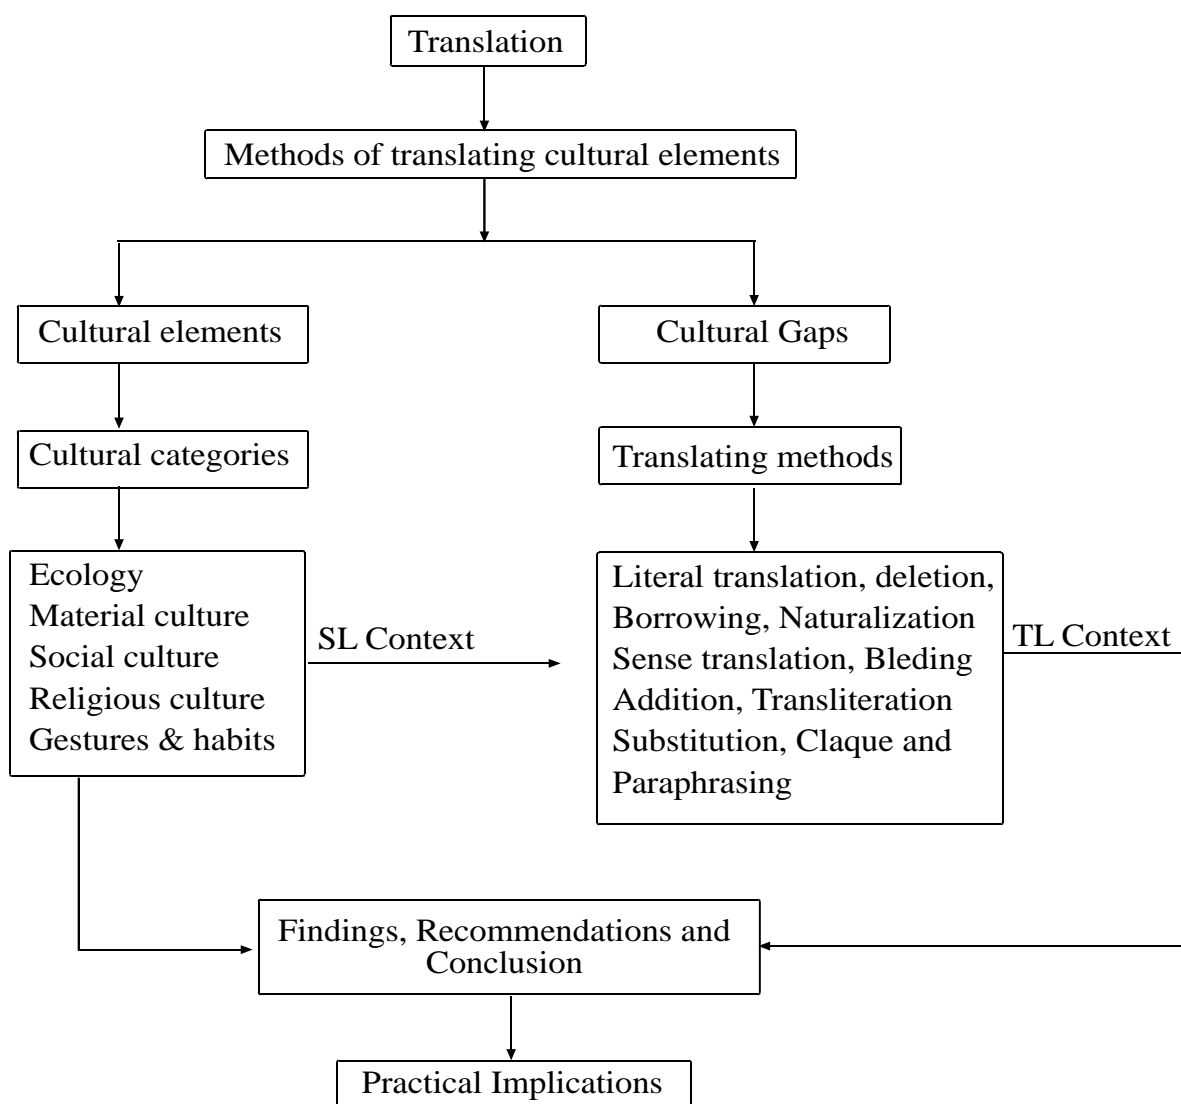 Translation
Methods of translating cultural elements
Cultural elements
Cultural Gaps
Cultural categories
Translating methods
Ecology
Material culture
Social culture
Religious culture
Gestures & habits
SL Context
Literal translation, deletion,
Borrowing, Naturalization
Sense translation, Bleding
Addition, Transliteration
Substitution, Claque and
Paraphrasing
TL Context
Findings, Recommendations and
Conclusion
Practical Implications